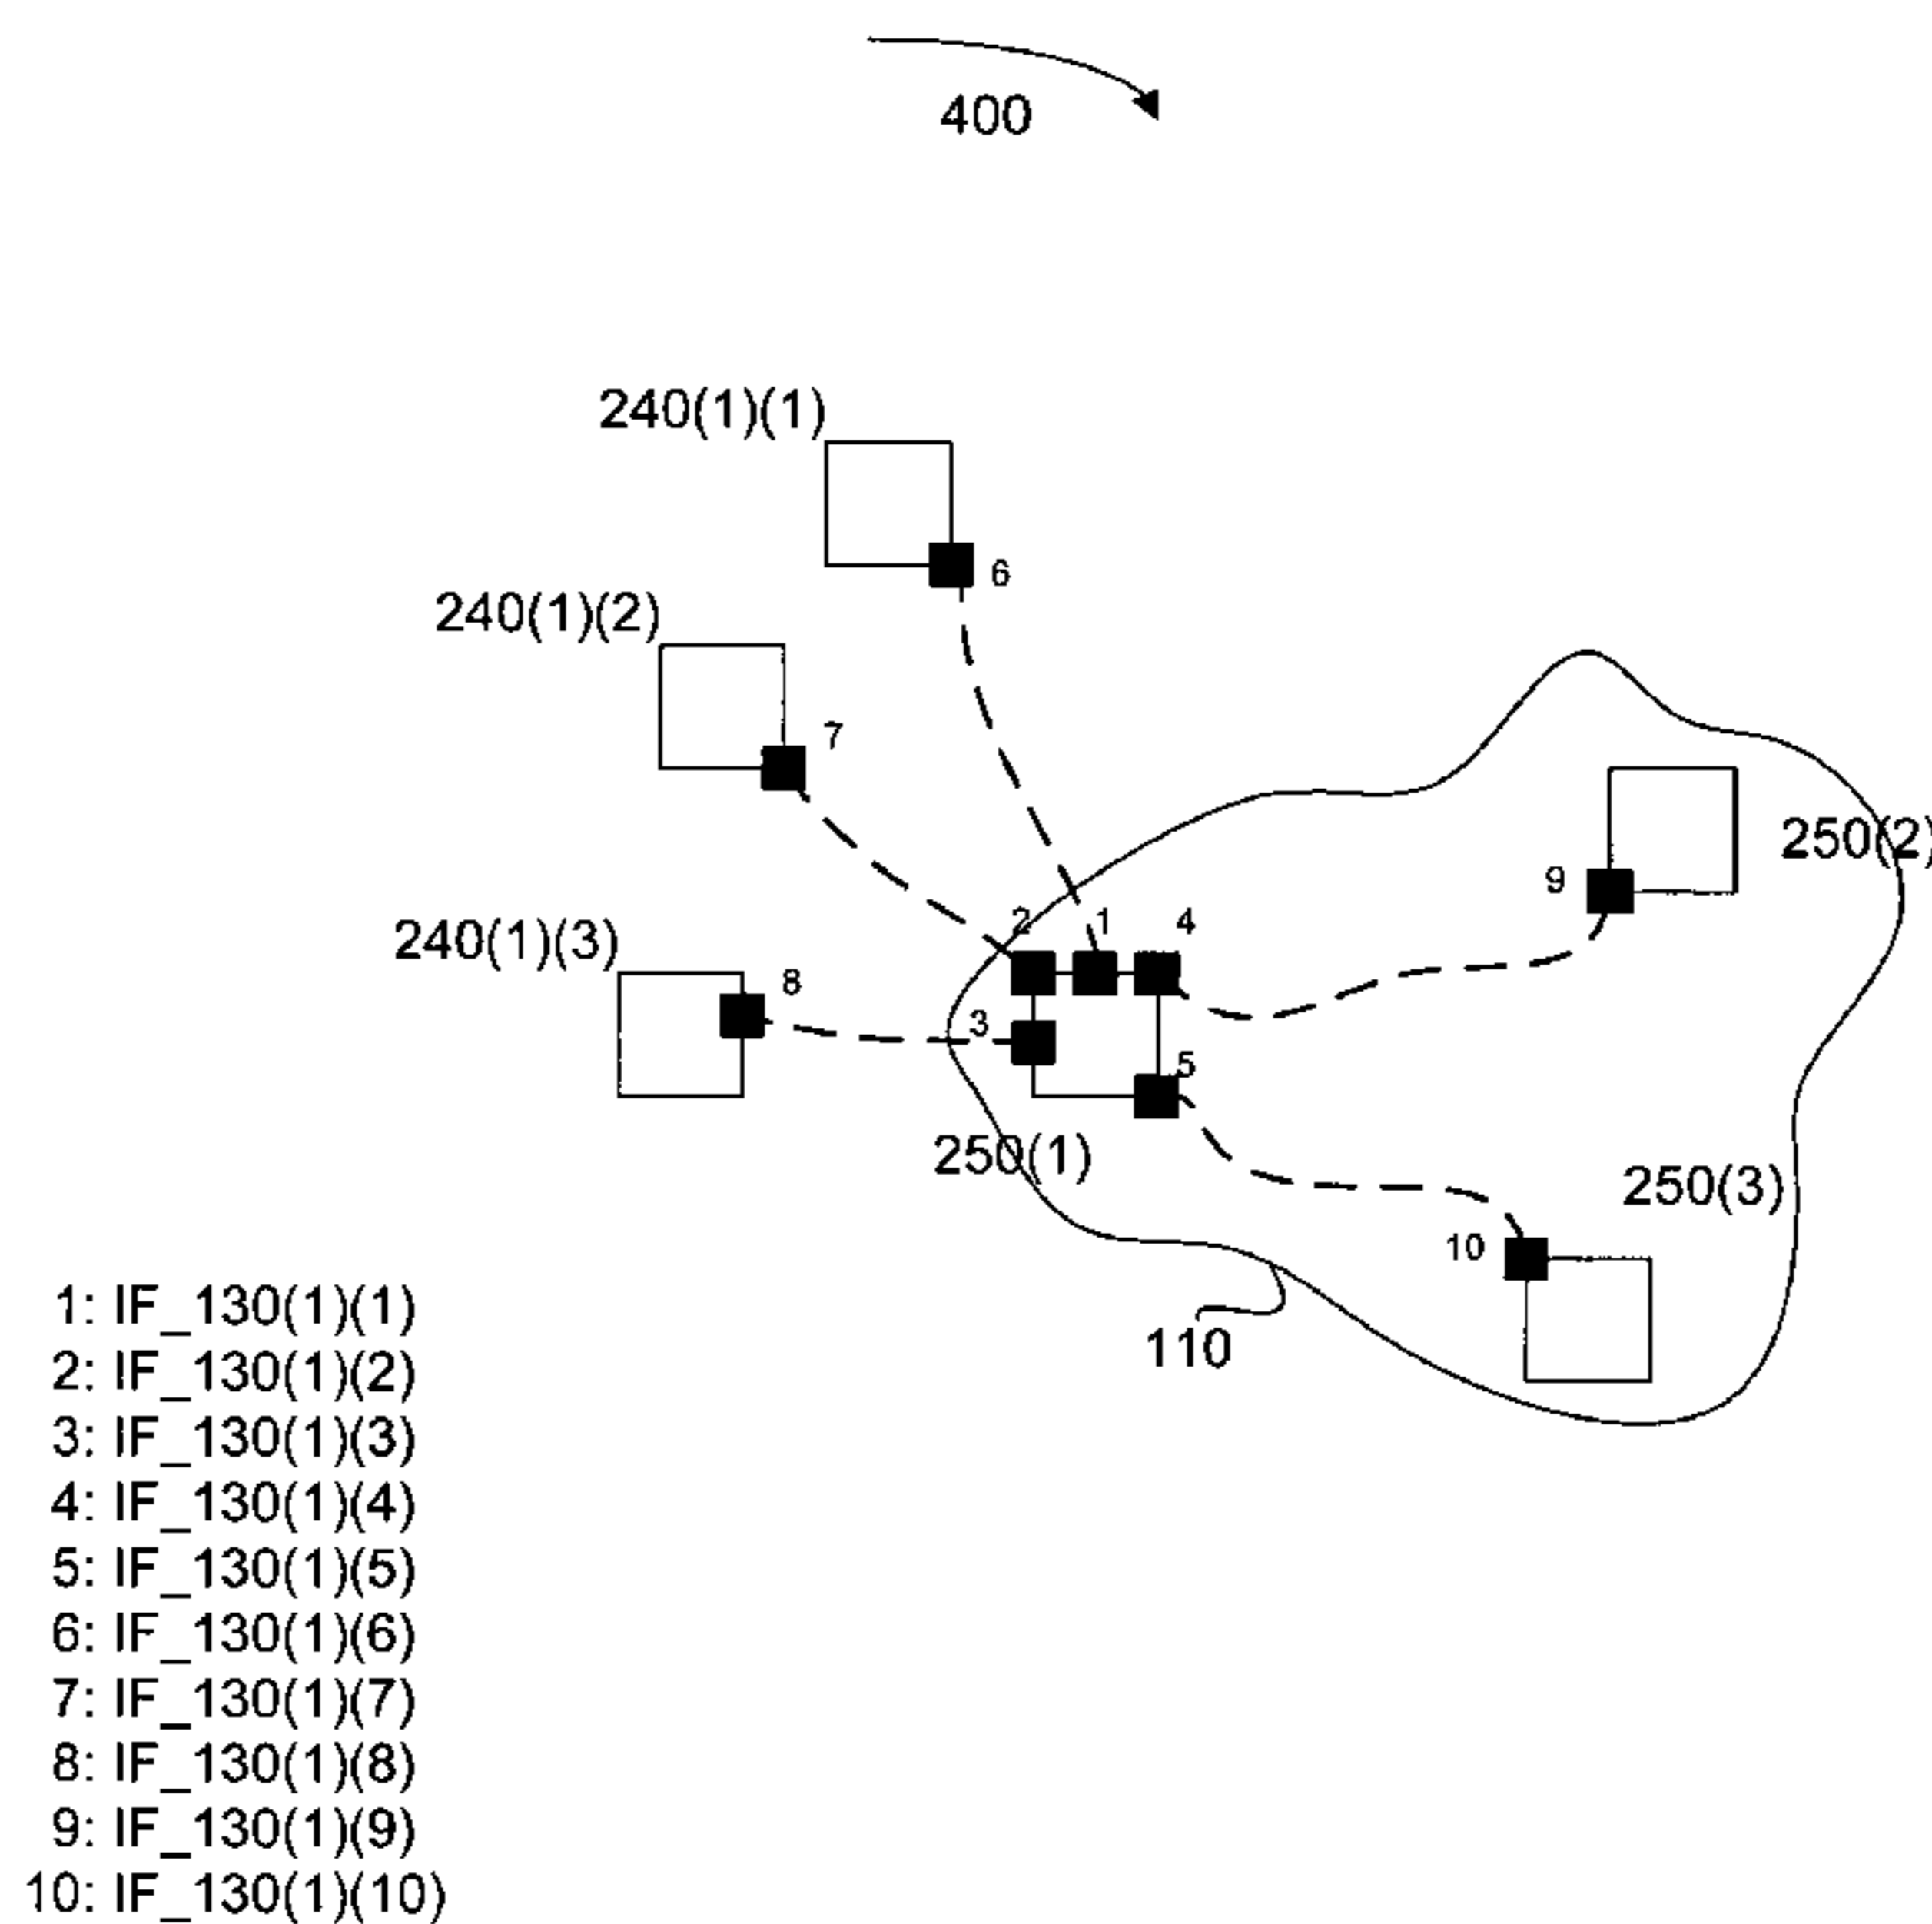 400
240(1)(1)
6
240(1)(2)
7
250(2)
9
240(1)(3)
2 1 4
8
3
5
250(1)
250(3)
10
110
1: IF_130(1)(1)
2: IF_130(1)(2)
3: IF_130(1)(3)
4: IF_130(1)(4)
5: IF_130(1)(5)
6: IF_130(1)(6)
7: IF_130(1)(7)
8: IF_130(1)(8)
9: IF_130(1)(9)
10: IF_130(1)(10)